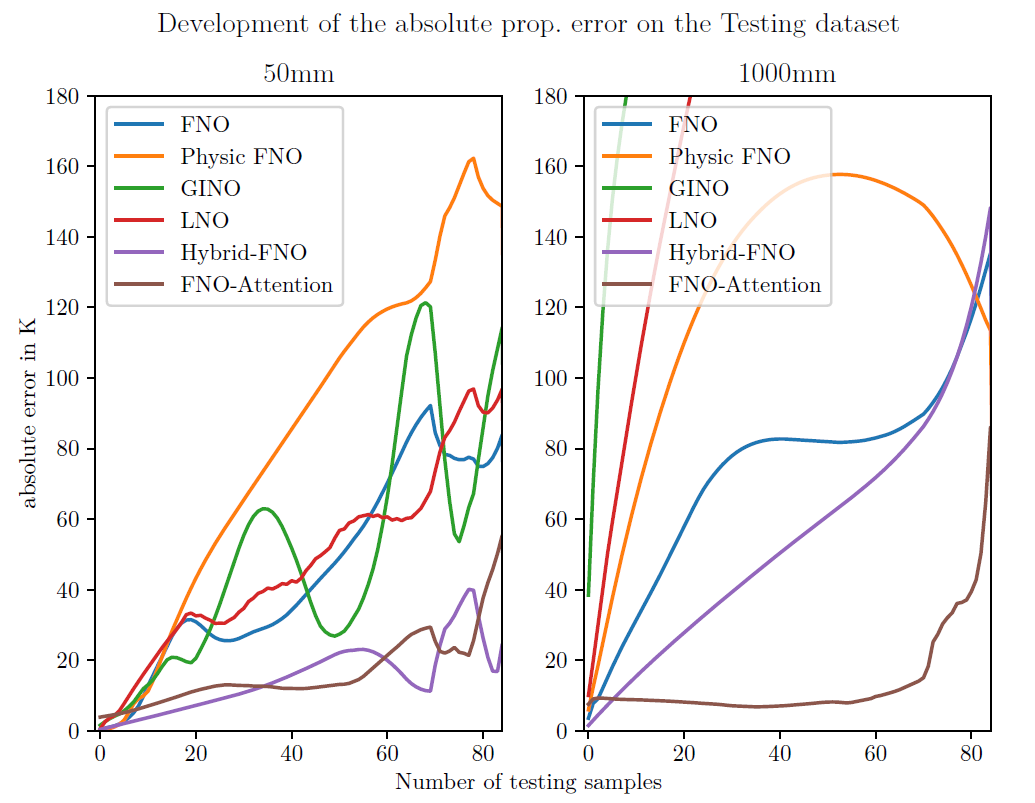 Development of the absolute prop. error on the Testing dataset
50mm
1000mm
absolute error in K
180
160
140
120
100
80
60
40
20
0
0 20 40 60 80
FNO
Physic FNO
GINO
LNO
Hybrid-FNO
FNO-Attention
180
160
140
120
100
80
60
40
20
0
0 20 40 60 80
FNO
Physic FNO
GINO
LNO
Hybrid-FNO
FNO-Attention
Number of testing samples